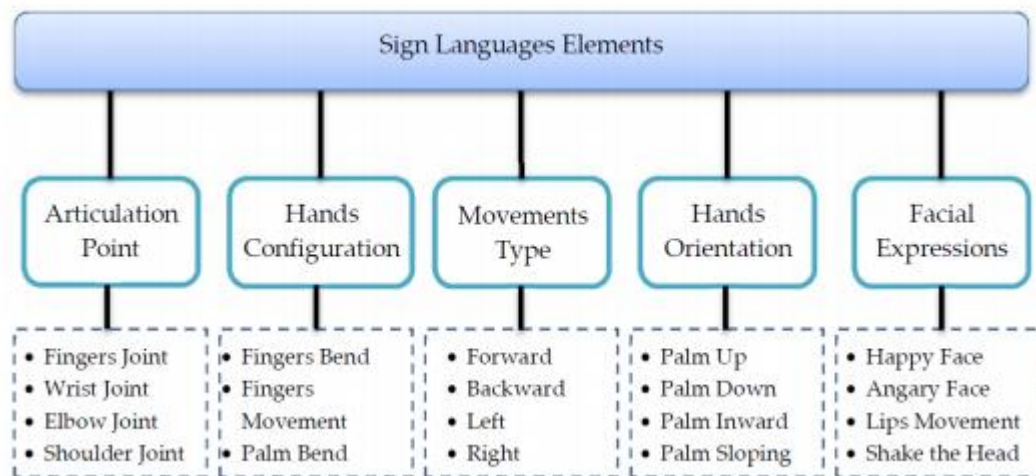 Sign Languages Elements
Articulation
Point
Hands
Configuration
Movements
Type
Hands
Orientation
Facial
Expressions
• Fingers Joint
• Wrist Joint
• Elbow Joint
• Shoulder Joint
• Fingers Bend
• Fingers
Movement
• Palm Bend
• Forward
• Backward
• Left
• Right
• Palm Up
• Palm Down
• Palm Inward
• Palm Sloping
• Happy Face
• Angary Face
• Lips Movement
• Shake the Head